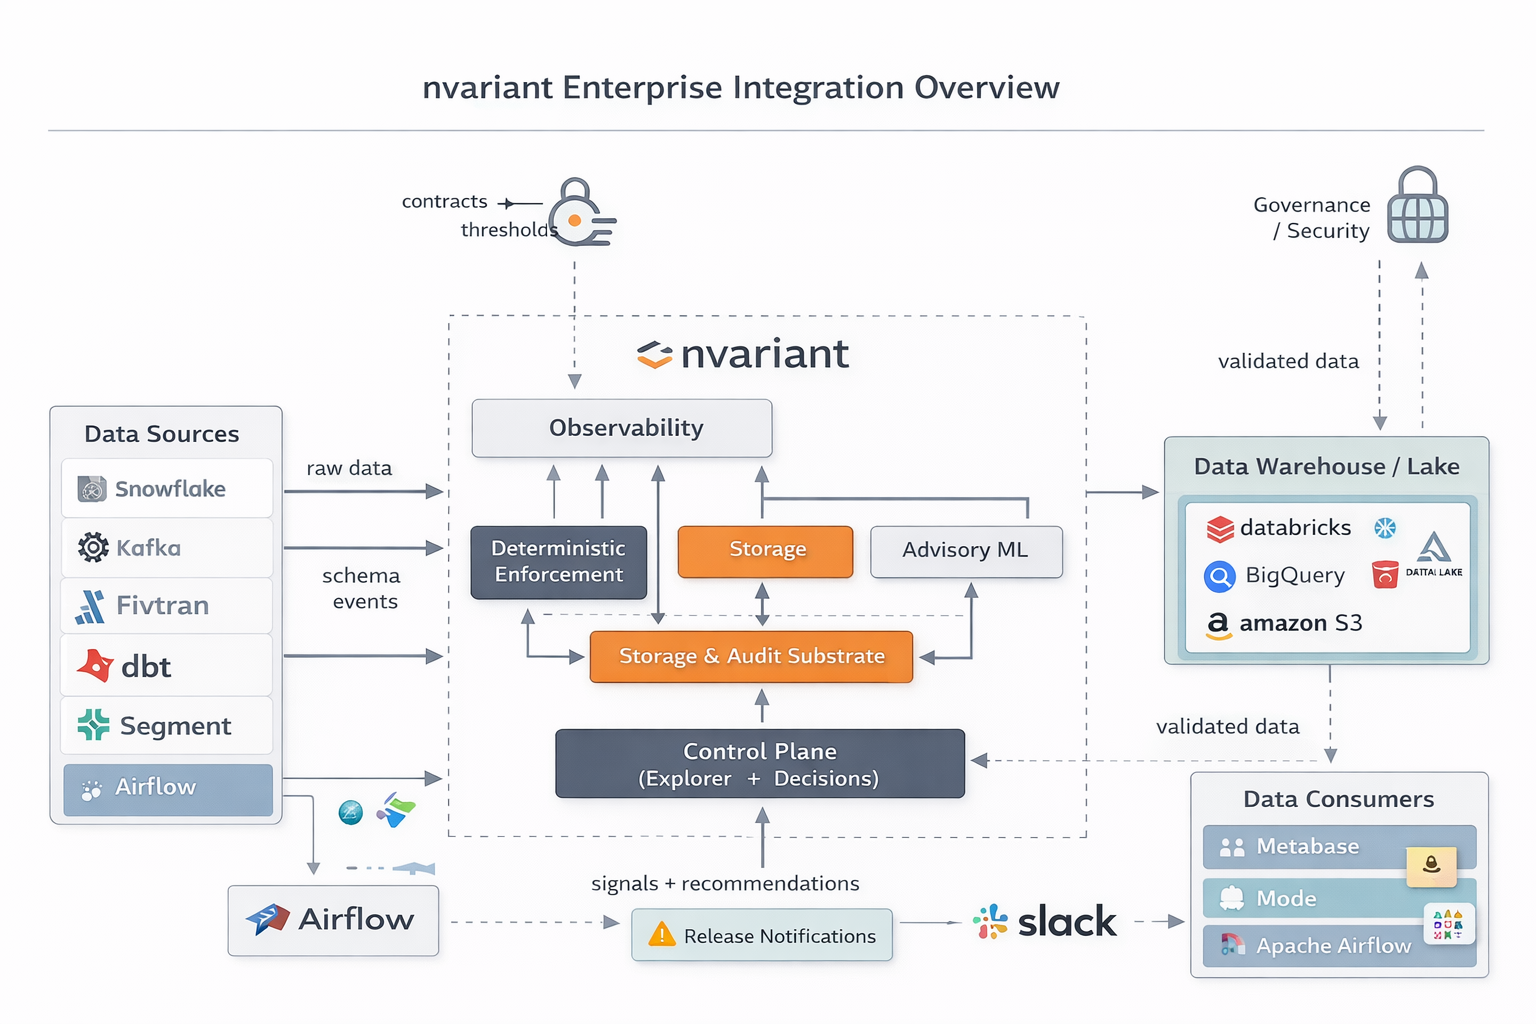 nvariant Enterprise Integration Overview
contracts
thresholds
Governance
/ Security
nvariant
validated data
Observability
Data Sources
Snowflake
Kafka
Fivtran
dbt
Segment
Airflow
raw data
schema
events
Deterministic
Enforcement
Storage
Advisory ML
Storage & Audit Substrate
Control Plane
(Explorer + Decisions)
Data Warehouse / Lake
databricks
BigQuery
DATTAI LAKE
amazon S3
validated data
signals + recommendations
Airflow
Release Notifications
slack
Data Consumers
Metabase
Mode
Apache Airflow